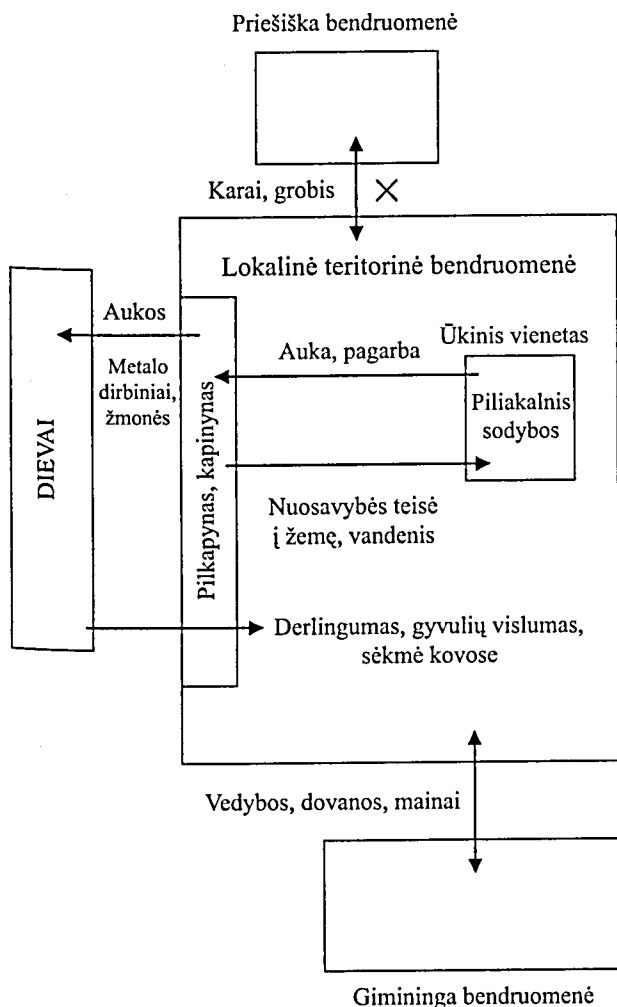 Priešiška bendruomenė
Karai, grobis
Lokalinė teritorinė bendruomenė
Aukos
Metalo
dirbiniai,
žmonės
DIEVAI
Pilkapynas, kapinynas
Auka, pagarba
Ūkinis vienetas
Piliakalnis
sodybos
Nuosavybės teisė
į žemę, vandenis
Derlingumas, gyvulių vislumas,
sėkmė kovose
Vedybos, dovanos, mainai
Gimininga bendruomenė